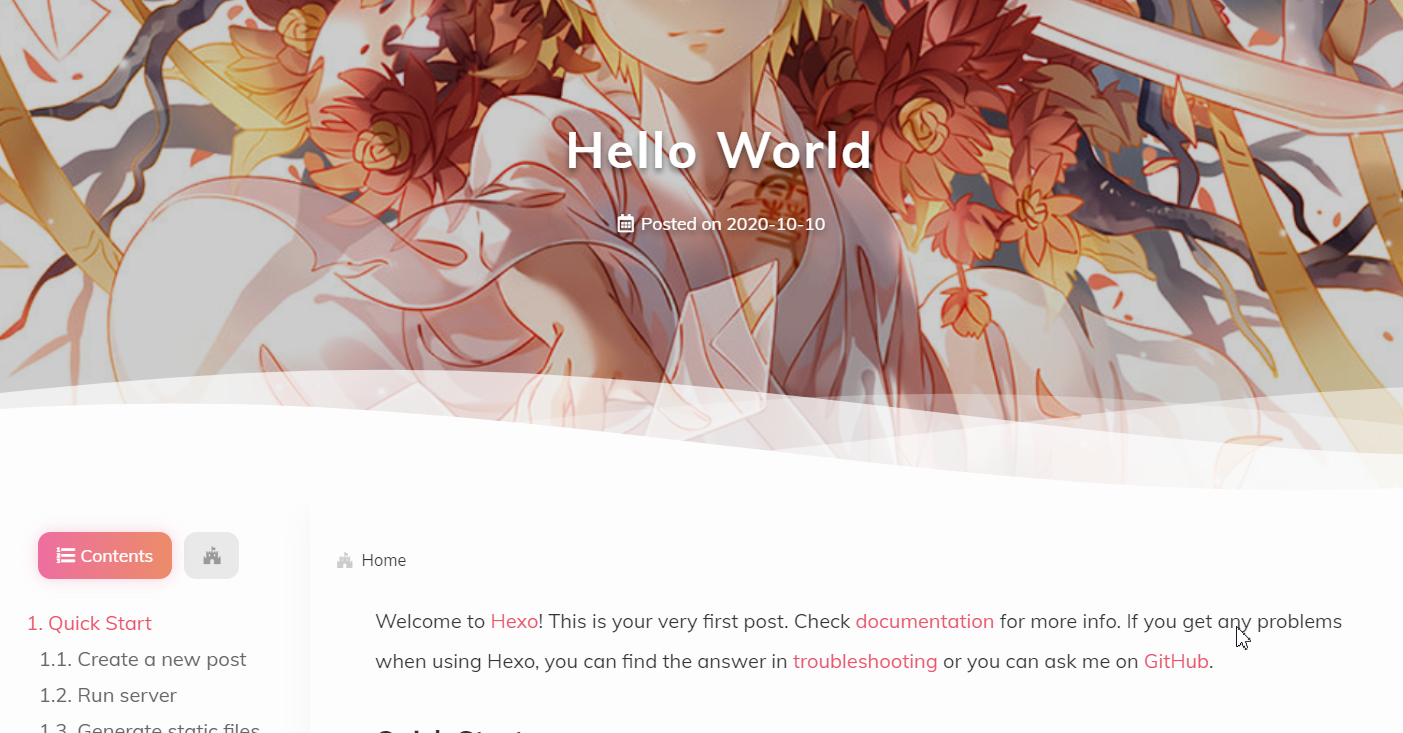 Hello World
Posted on 2020-10-10
Contents
1. Quick Start
1.1. Create a new post
1.2. Run server
1.3. Generate static files
Home
Welcome to Hexo! This is your very first post. Check documentation for more info. If you get any problems
when using Hexo, you can find the answer in troubleshooting or you can ask me on GitHub.
Quick Start